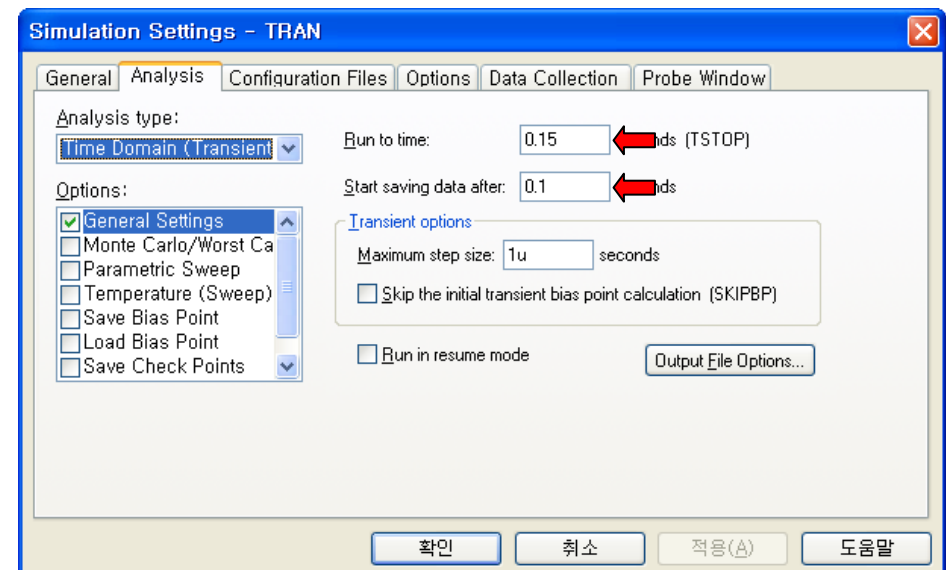 Simulation Settings - TRAN
General Analysis Configuration Files Options Data Collection Probe Window
Analysis type:
Time Domain (Transient
Run to time: 0.15 nds (TSTOP)
Start saving data after: 0.1 nds
Options:
General Settings
Monte Carlo/Worst Ca
Parametric Sweep
Temperature (Sweep)
Save Bias Point
Load Bias Point
Save Check Points
Transient options
Maximum step size: 1u seconds
Skip the initial transient bias point calculation (SKIPBP)
Run in resume mode
Output File Options...
확인 취소 적용(A) 도움말